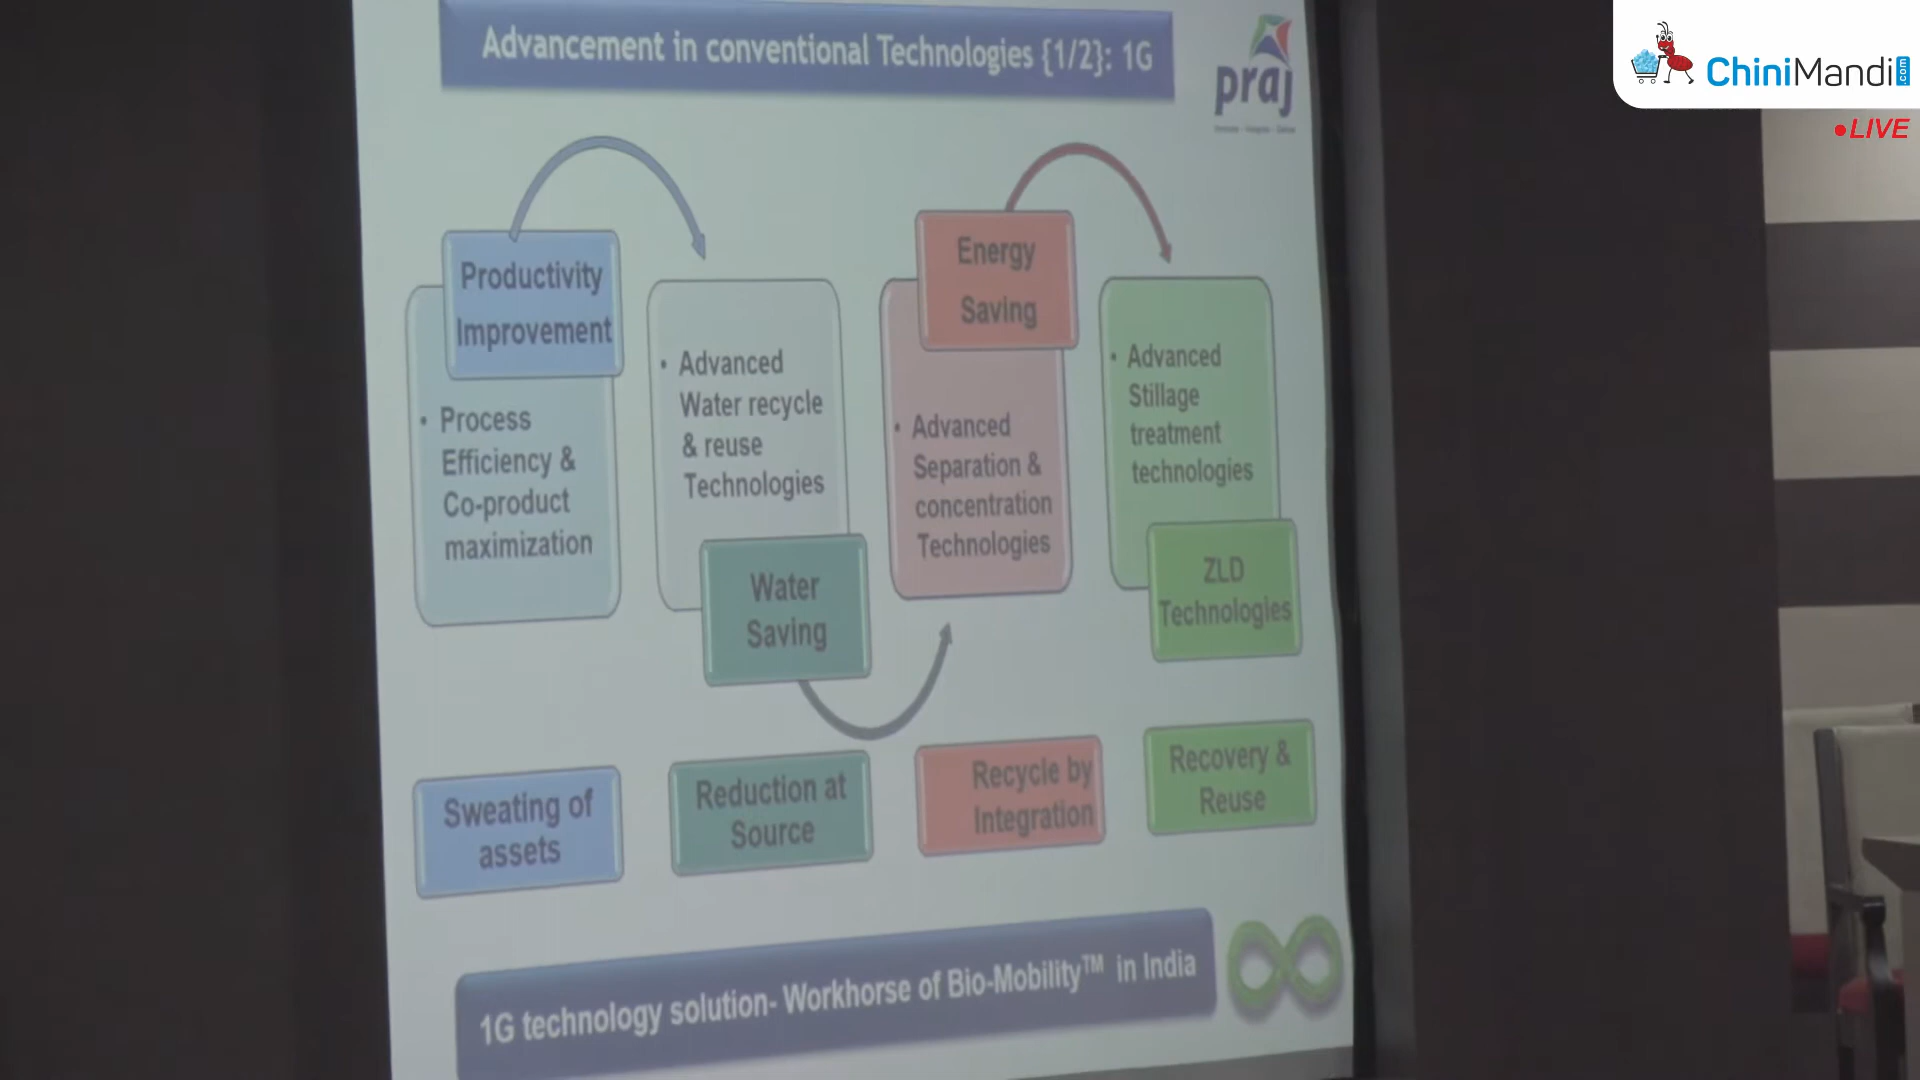 Advancement in conventional Technologies {1/2}: 1G
praj
ChiniMandi
.com
LIVE
Productivity
Improvement
• Process
Efficiency &
Co-product
maximization
• Advanced
Water recycle
& reuse
Technologies
Water
Saving
Energy
Saving
• Advanced
Separation &
concentration
Technologies
• Advanced
Stillage
treatment
technologies
ZLD
Technologies
Sweating of
assets
Reduction at
Source
Recycle by
Integration
Recovery &
Reuse
1G technology solution- Workhorse of Bio-Mobility™ in India